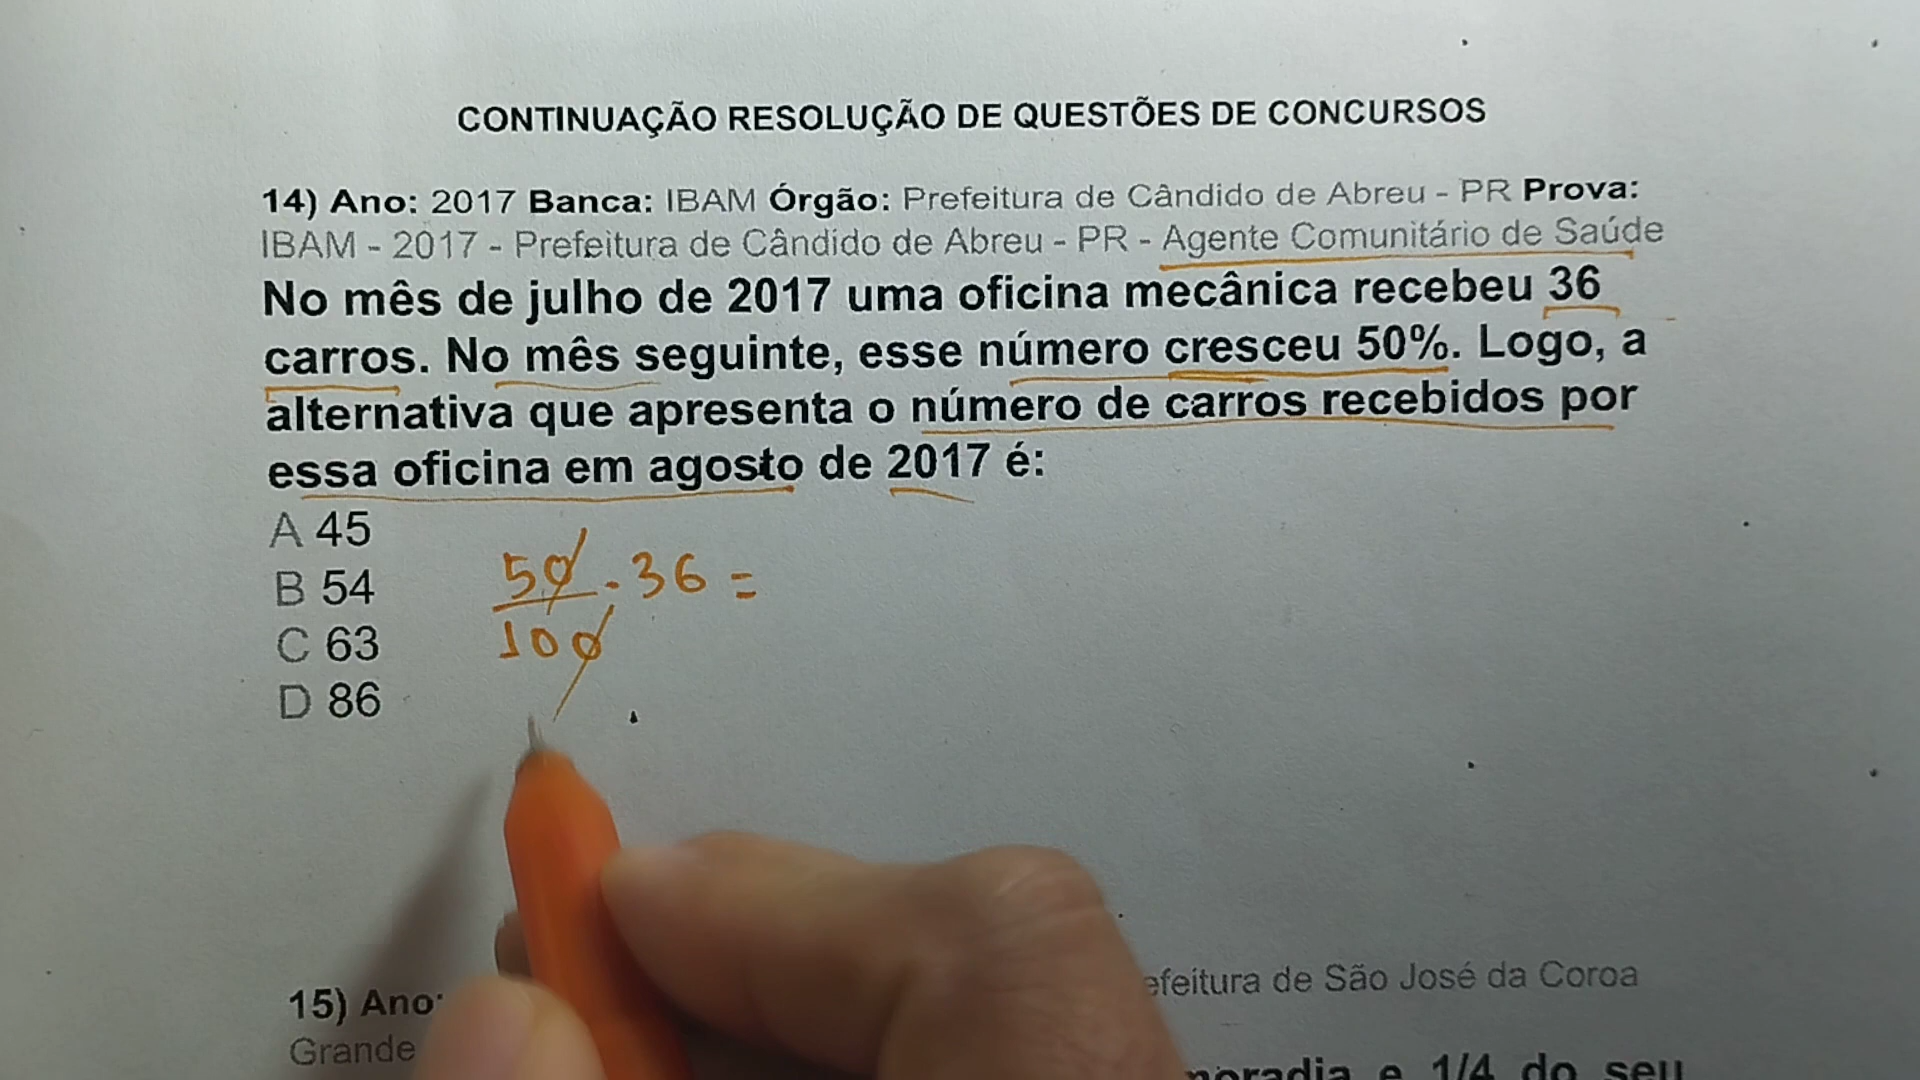 CONTINUAÇÃO RESOLUÇÃO DE QUESTÕES DE CONCURSOS
14) Ano: 2017 Banca: IBAM Órgão: Prefeitura de Cândido de Abreu - PR Prova:
IBAM - 2017 - Prefeitura de Cândido de Abreu - PR - Agente Comunitário de Saúde
No mês de julho de 2017 uma oficina mecânica recebeu 36
carros. No mês seguinte, esse número cresceu 50%. Logo, a
alternativa que apresenta o número de carros recebidos por
essa oficina em agosto de 2017 é:
A 45
B 54
C 63
D 86
50 . 36 =
100
15) Ano: efeitura de São José da Coroa
Grande
moradia e 1/4 do seu